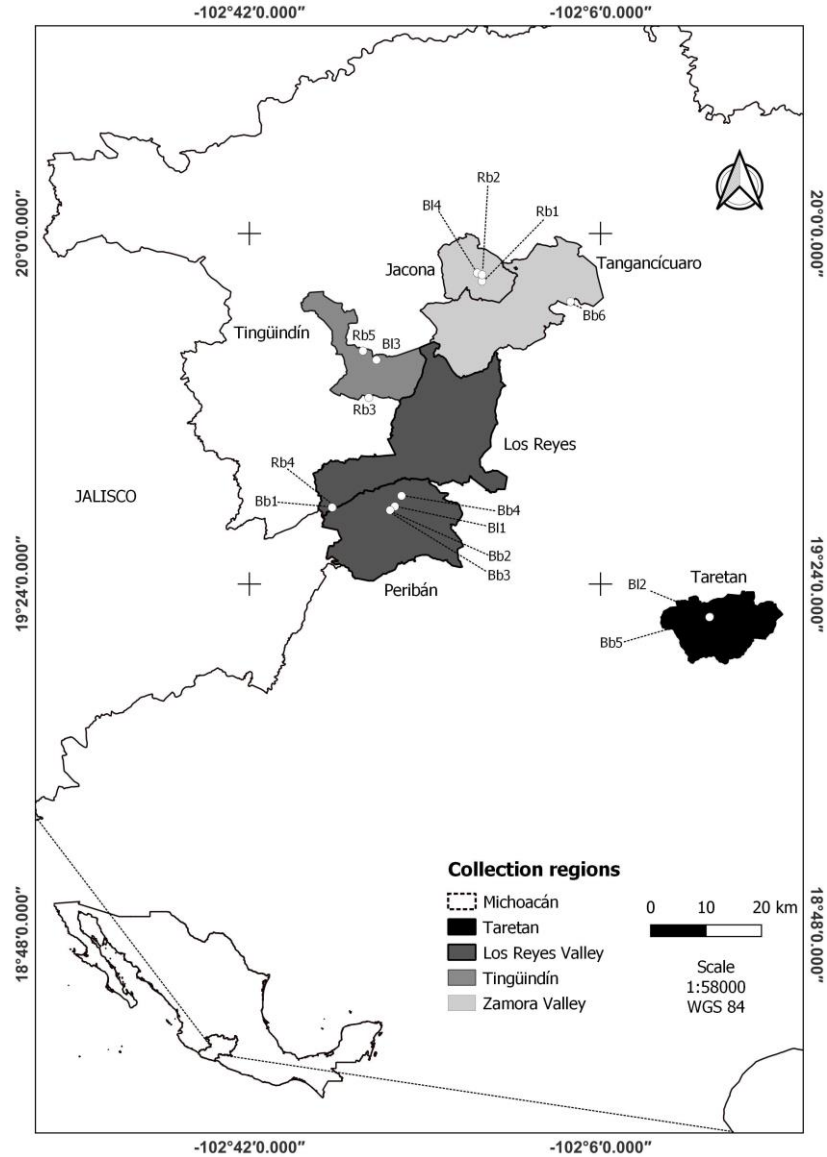 -102°42'0.000" -102°6'0.000"
20°0'0.000" 20°0'0.000"
Rb2
Bl4
Rb1
Jacona
Tangancícuaro
Bb6
Tingüindín
Rb5
Bl3
Rb3
Los Reyes
Rb4
JALISCO
Bb1
Bb4
Bl1
Bb2
Bb3
Peribán
19°24'0.000" 19°24'0.000"
Taretan
Bl2
Bb5
Collection regions
Michoacán
Taretan
Los Reyes Valley
Tingüindín
Zamora Valley
0 10 20 km
Scale
1:58000
WGS 84
18°48'0.000" 18°48'0.000"
-102°42'0.000" -102°6'0.000"